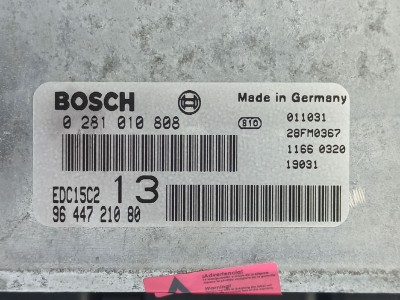 BOSCH
Made in Germany
0 281 010 808
810
011031
28FM0367
1166 0320
19031
EDC15C2
13
96 447 210 80